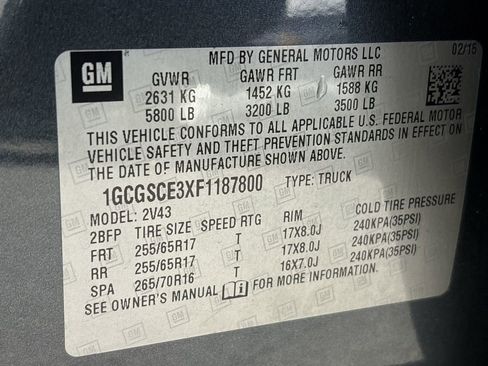 GM
MFD BY GENERAL MOTORS LLC 02/15
GVWR GAWR FRT GAWR RR
2631 KG 1452 KG 1588 KG
5800 LB 3200 LB 3500 LB
THIS VEHICLE CONFORMS TO ALL APPLICABLE U.S. FEDERAL MOTOR
VEHICLE SAFETY AND THEFT PREVENTION STANDARDS IN EFFECT ON
THE DATE OF MANUFACTURE SHOWN ABOVE.
1GCGSCE3XF1187800 TYPE: TRUCK
MODEL: 2V43
2BFP TIRE SIZE SPEED RTG RIM COLD TIRE PRESSURE
FRT 255/65R17 T 17X8.0J 240KPA(35PSI)
RR 255/65R17 T 17X8.0J 240KPA(35PSI)
SPA 265/70R16 T 16X7.0J 240KPA(35PSI)
SEE OWNER'S MANUAL FOR MORE INFORMATION.